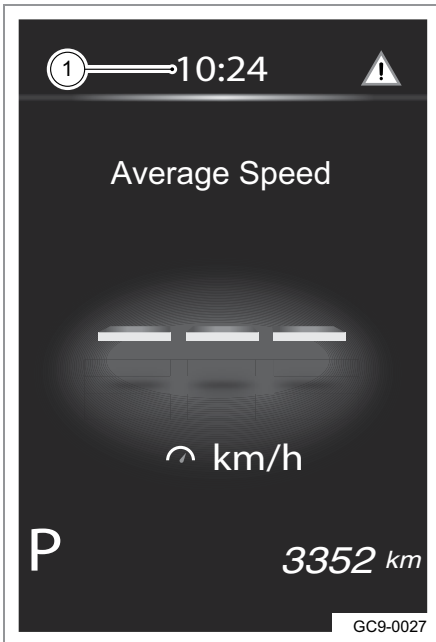 1 10:24
Average Speed
--- 
km/h
P 3352 km
GC9-0027